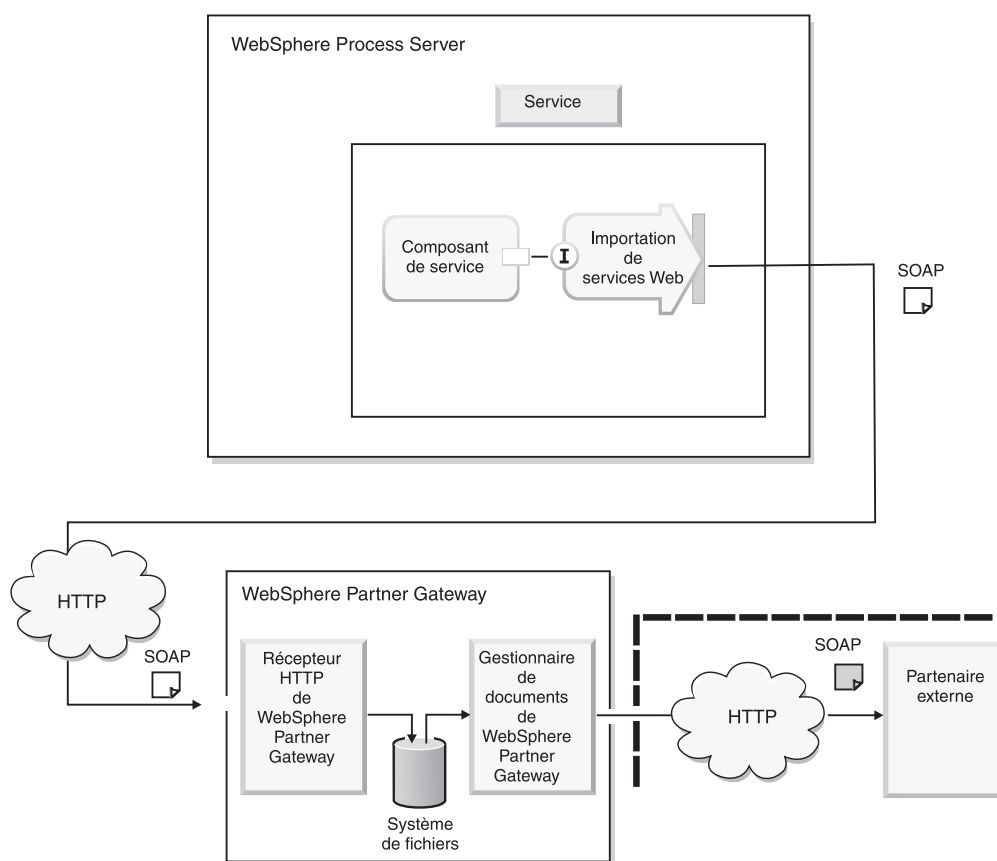 WebSphere Process Server
Service
Composant
de service
I
Importation
de
services Web
SOAP
HTTP
SOAP
WebSphere Partner Gateway
Récepteur
HTTP
de
WebSphere
Partner
Gateway
Système
de fichiers
Gestionnaire
de
documents
de
WebSphere
Partner
Gateway
HTTP
SOAP
Partenaire
externe